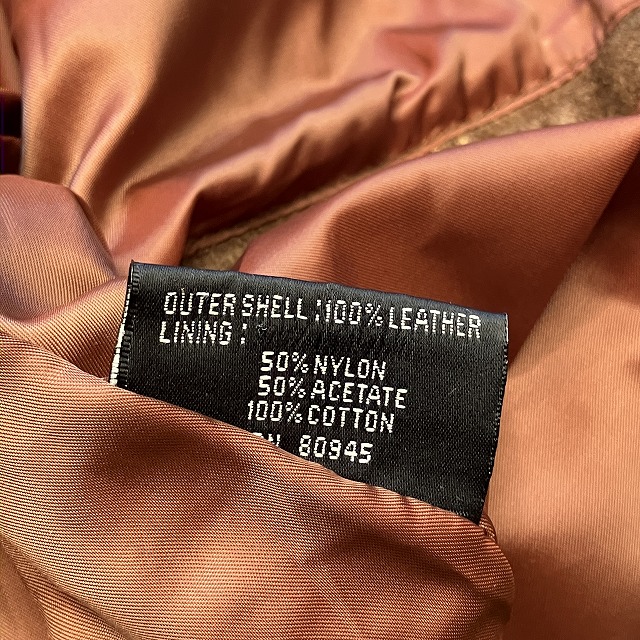 OUTER SHELL:100% LEATHER
LINING:
50% NYLON
50% ACETATE
100% COTTON
80945